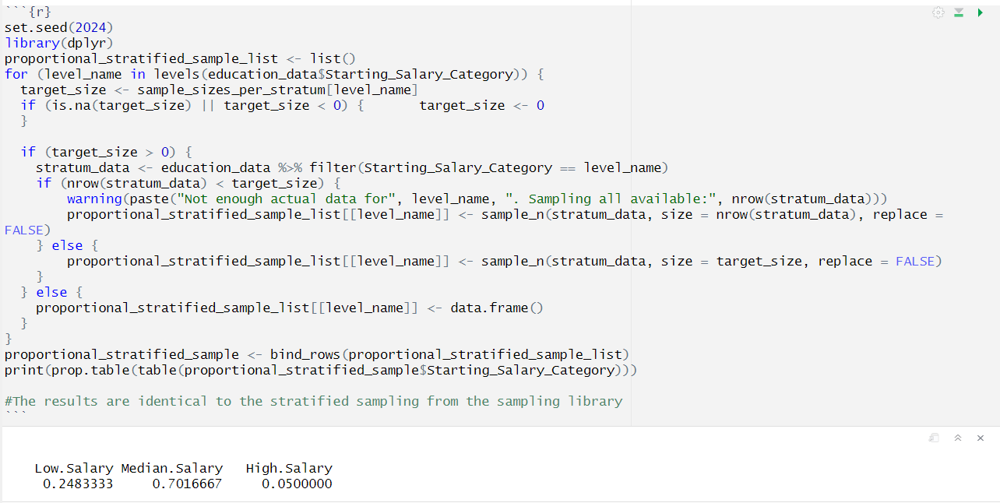 ```{r}
set.seed(2024)
library(dplyr)
proportional_stratified_sample_list <- list()
for (level_name in levels(education_data$Starting_Salary_Category)) {
  target_size <- sample_sizes_per_stratum[level_name]
  if (is.na(target_size) || target_size < 0) {       target_size <- 0
  }

  if (target_size > 0) {
    stratum_data <- education_data %>% filter(Starting_Salary_Category == level_name)
    if (nrow(stratum_data) < target_size) {
        warning(paste("Not enough actual data for", level_name, ". Sampling all available:", nrow(stratum_data)))
        proportional_stratified_sample_list[[level_name]] <- sample_n(stratum_data, size = nrow(stratum_data), replace =
FALSE)
    } else {
        proportional_stratified_sample_list[[level_name]] <- sample_n(stratum_data, size = target_size, replace = FALSE)
    }
  } else {
    proportional_stratified_sample_list[[level_name]] <- data.frame()
  }
}
proportional_stratified_sample <- bind_rows(proportional_stratified_sample_list)
print(prop.table(table(proportional_stratified_sample$Starting_Salary_Category)))

#The results are identical to the stratified sampling from the sampling library
```

    Low.Salary Median.Salary   High.Salary
     0.2483333     0.7016667     0.0500000